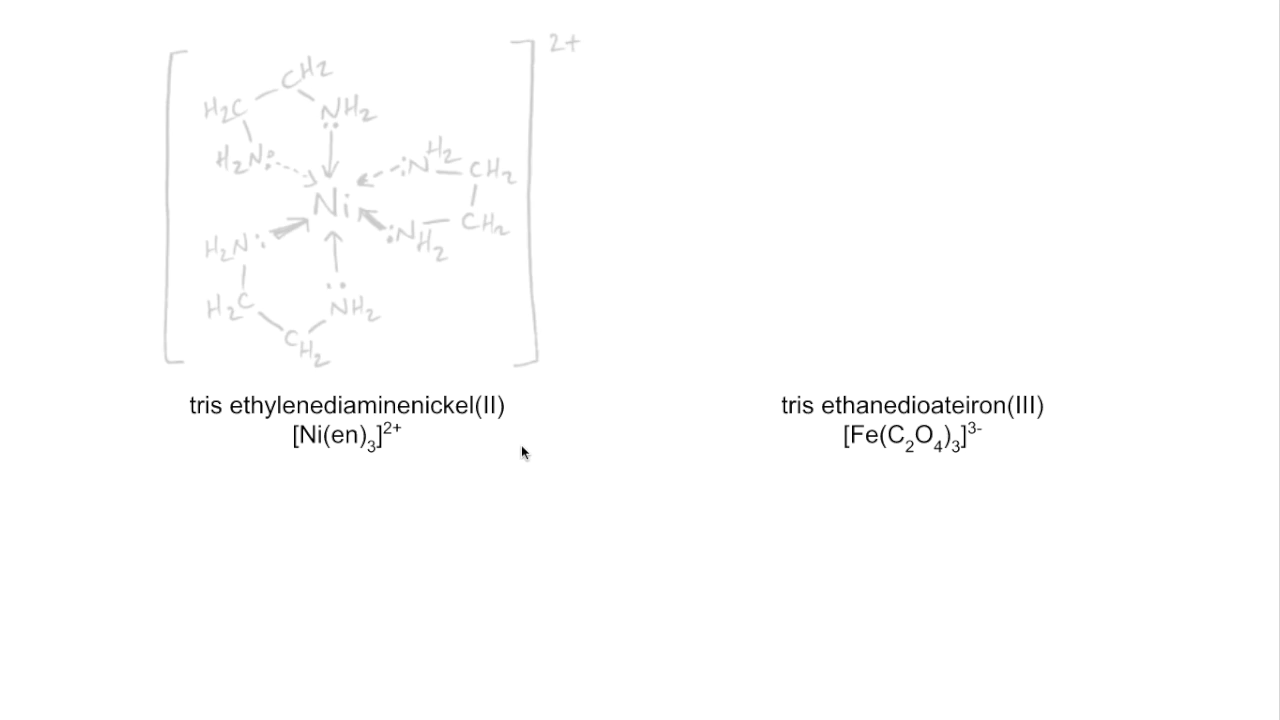 2+
CH₂
H₂C
NH₂
H₂N:
:NH₂
CH₂
Ni
CH₂
:NH₂
H₂N:
NH₂
H₂C
CH₂
tris ethylenediaminenickel(II)
[Ni(en)₃]²⁺
tris ethanedioateiron(III)
[Fe(C₂O₄)₃]³⁻